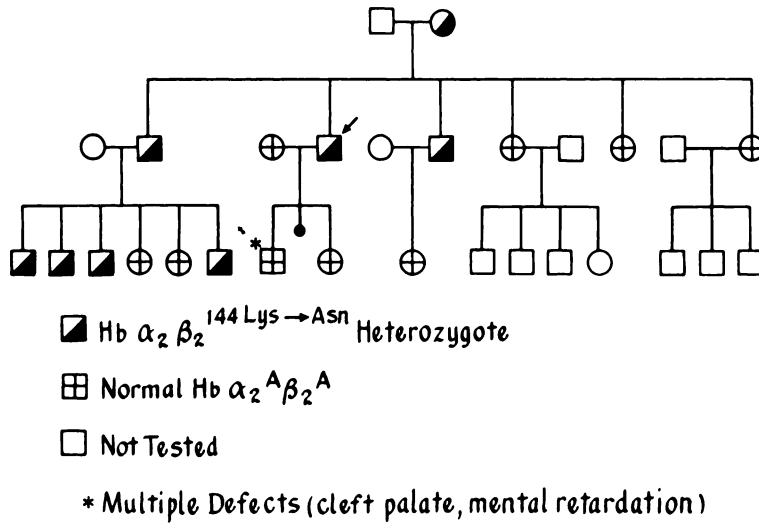 Hb α₂ β₂ 144 Lys → Asn Heterozygote
Normal Hb α₂ᴬ β₂ᴬ
Not Tested
* Multiple Defects (cleft palate, mental retardation)